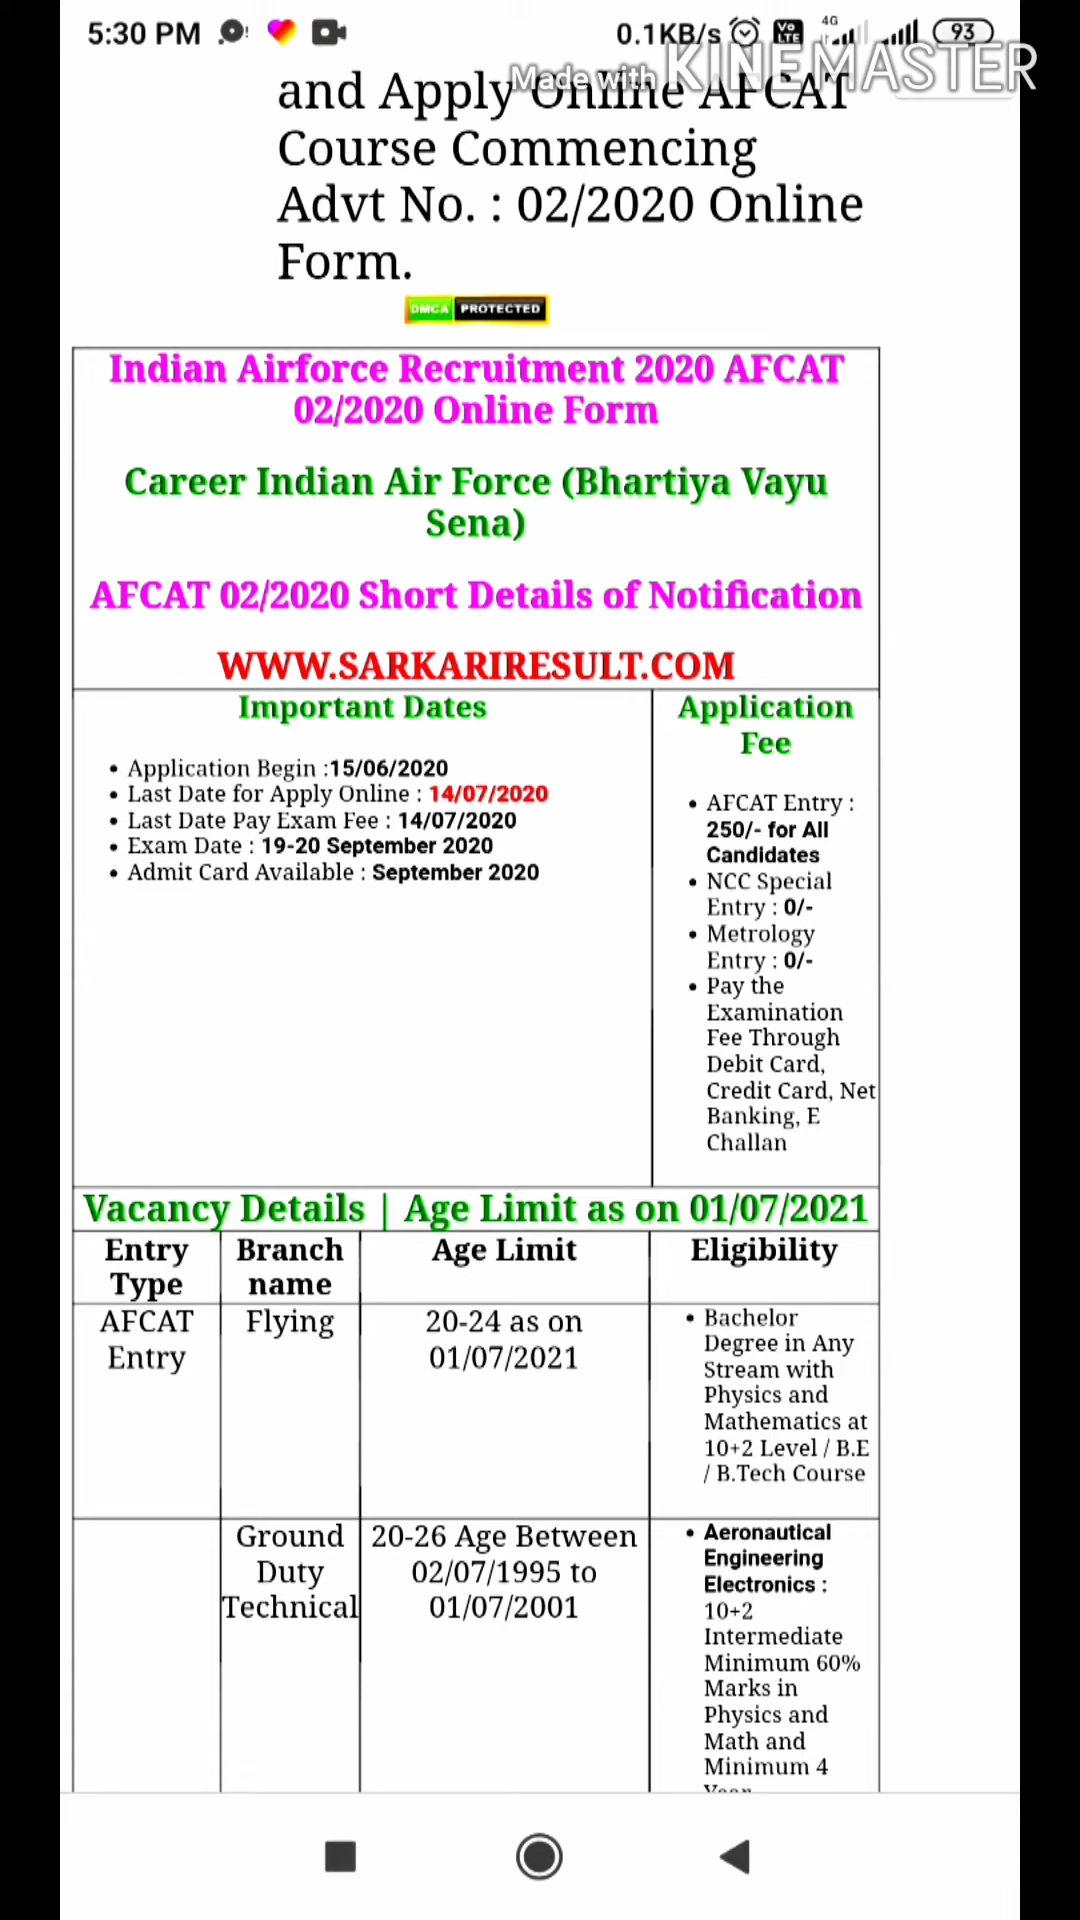 5:30 PM
0.1KB/s
4G
Vo
LTE
93
Made with KINEMASTER
and Apply Online AFCAT
Course Commencing
Advt No. : 02/2020 Online
Form.
DMCA PROTECTED
Indian Airforce Recruitment 2020 AFCAT
02/2020 Online Form
Career Indian Air Force (Bhartiya Vayu
Sena)
AFCAT 02/2020 Short Details of Notification
WWW.SARKARIRESULT.COM
Important Dates
• Application Begin :15/06/2020
• Last Date for Apply Online : 14/07/2020
• Last Date Pay Exam Fee : 14/07/2020
• Exam Date : 19-20 September 2020
• Admit Card Available : September 2020
Application
Fee
• AFCAT Entry :
250/- for All
Candidates
• NCC Special
Entry : 0/-
• Metrology
Entry : 0/-
• Pay the
Examination
Fee Through
Debit Card,
Credit Card, Net
Banking, E
Challan
Vacancy Details | Age Limit as on 01/07/2021
Entry
Type
Branch
name
Age Limit
Eligibility
AFCAT
Entry
Flying
20-24 as on
01/07/2021
• Bachelor
Degree in Any
Stream with
Physics and
Mathematics at
10+2 Level / B.E
/ B.Tech Course
Ground
Duty
Technical
20-26 Age Between
02/07/1995 to
01/07/2001
• Aeronautical
Engineering
Electronics :
10+2
Intermediate
Minimum 60%
Marks in
Physics and
Math and
Minimum 4